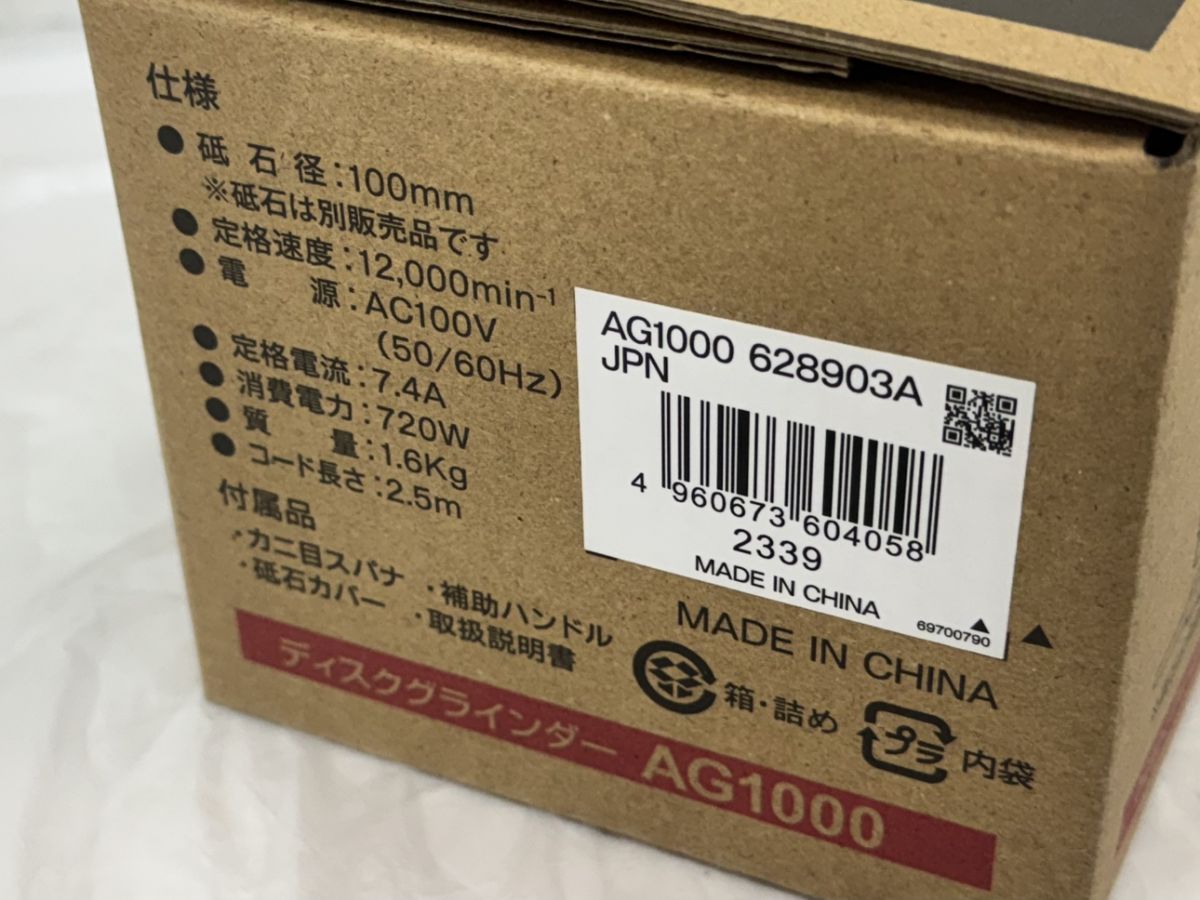 仕様
● 砥石径:100mm
※砥石は別販売品です
● 定格速度:12,000min⁻¹
● 電源:AC100V
(50/60Hz)
● 定格電流:7.4A
● 消費電力:720W
● 質量:1.6Kg
● コード長さ:2.5m
付属品
・カニ目スパナ ・補助ハンドル
・砥石カバー ・取扱説明書
AG1000 628903A
JPN
4 960673 604058
2339
MADE IN CHINA
69700790
MADE IN CHINA
箱・詰め
プラ 内袋
ディスクグラインダー AG1000